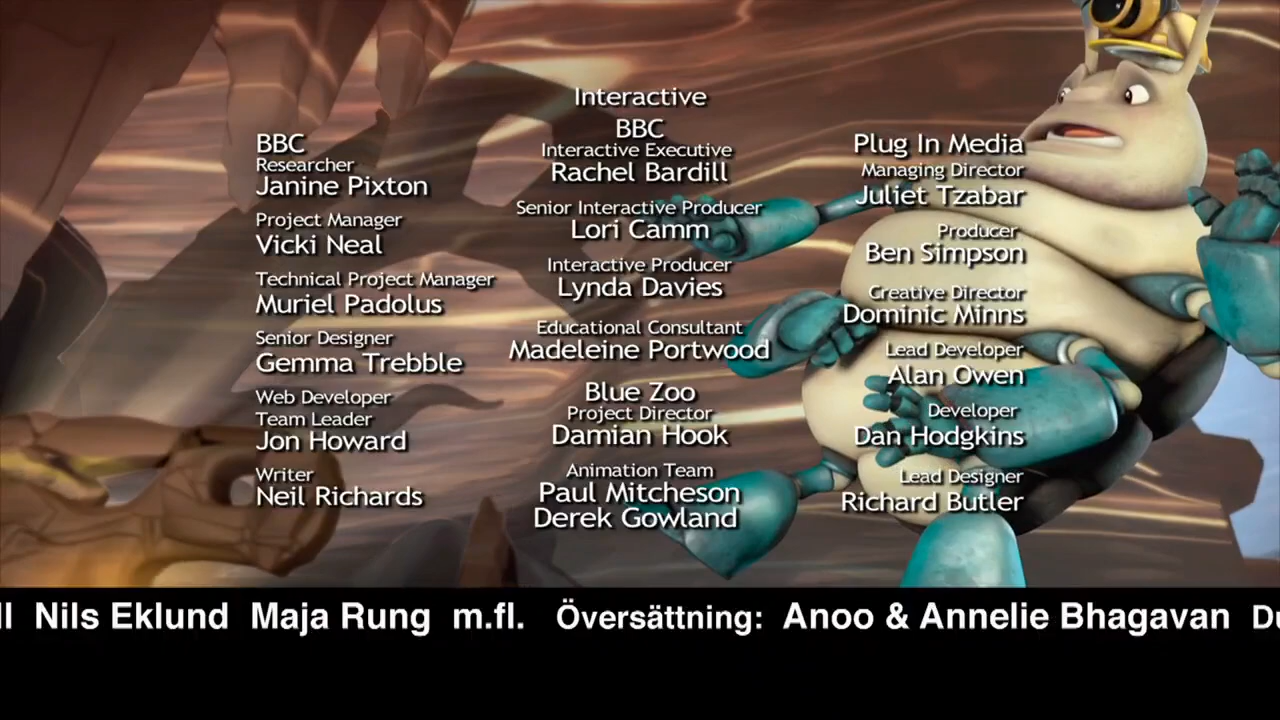 Interactive
BBC
Researcher
Janine Pixton
Project Manager
Vicki Neal
Technical Project Manager
Muriel Padolus
Senior Designer
Gemma Trebble
Web Developer
Team Leader
Jon Howard
Writer
Neil Richards
BBC
Interactive Executive
Rachel Bardill
Senior Interactive Producer
Lori Camm
Interactive Producer
Lynda Davies
Educational Consultant
Madeleine Portwood
Blue Zoo
Project Director
Damian Hook
Animation Team
Paul Mitcheson
Derek Gowland
Plug In Media
Managing Director
Juliet Tzabar
Producer
Ben Simpson
Creative Director
Dominic Minns
Lead Developer
Alan Owen
Developer
Dan Hodgkins
Lead Designer
Richard Butler
Nils Eklund Maja Rung m.fl. Översättning: Anoo & Annelie Bhagavan